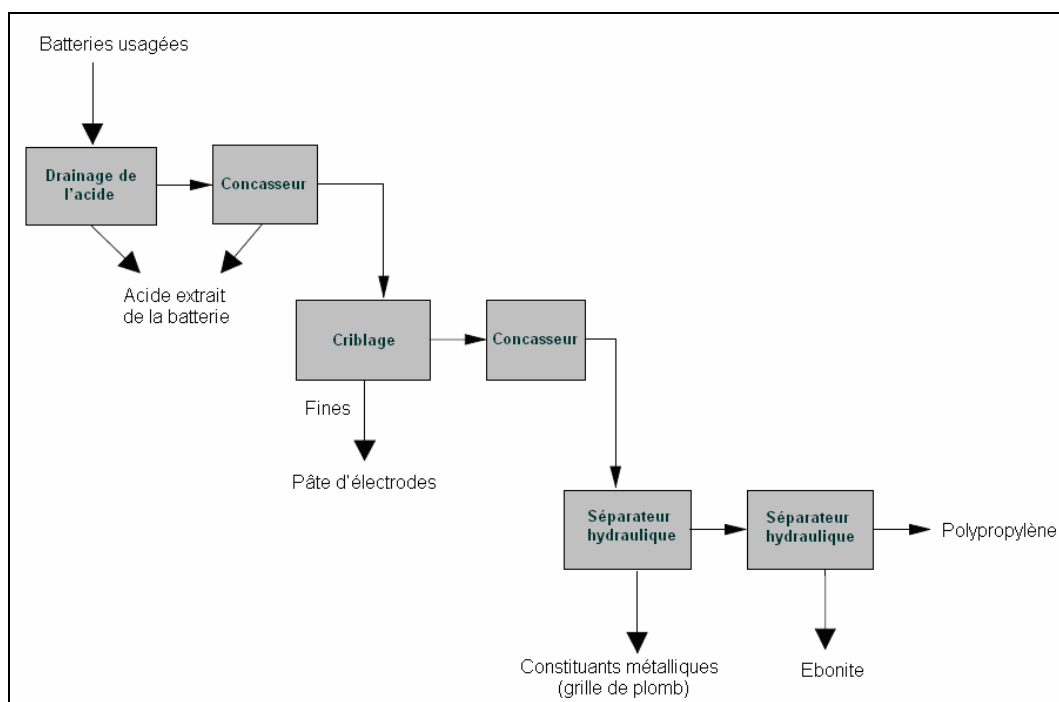 Batteries usagées
Drainage de
l'acide
Concasseur
Acide extrait
de la batterie
Criblage
Concasseur
Fines
Pâte d'électrodes
Séparateur
hydraulique
Séparateur
hydraulique
Polypropylène
Constituants métalliques
(grille de plomb)
Ebonite